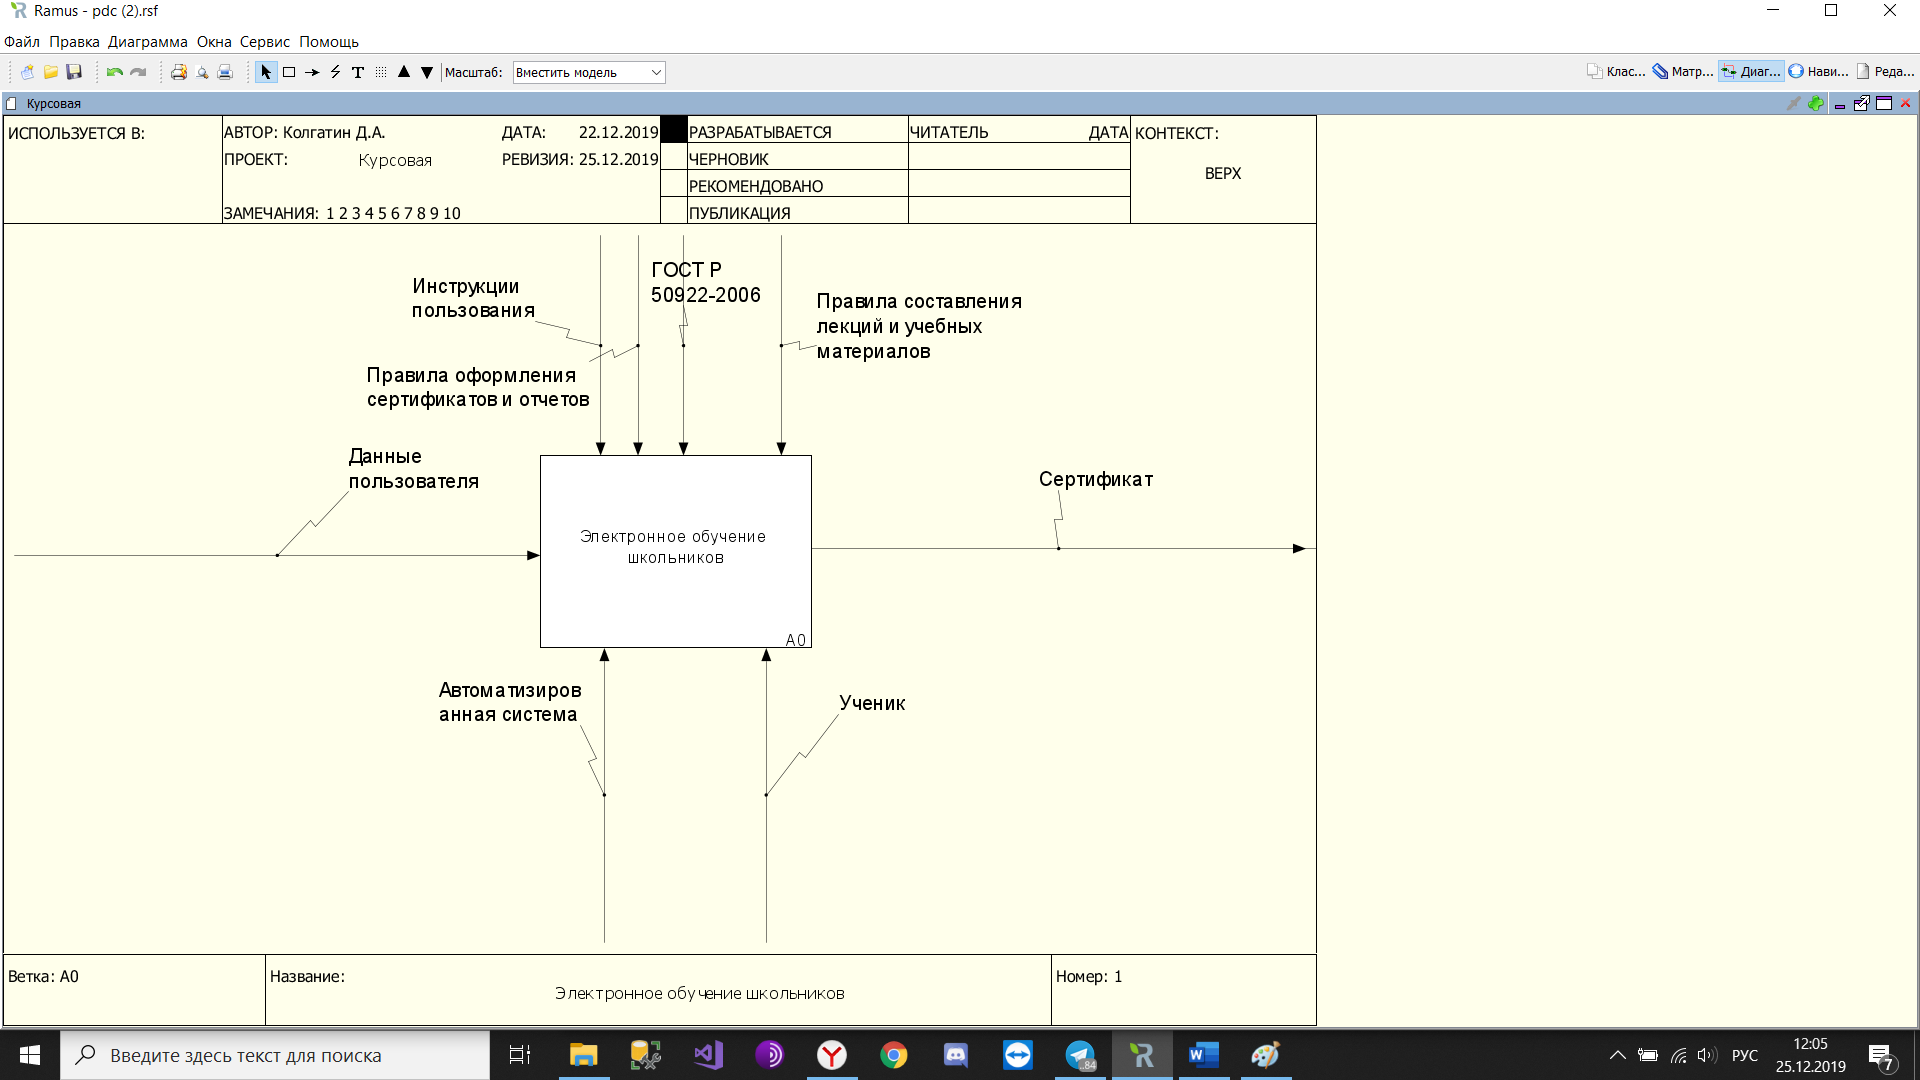 Ramus - pdc (2).rsf
Файл Правка Диаграмма Окна Сервис Помощь
Масштаб: Вместить модель Клас... Матр... Диаг... Нави... Реда...
Курсовая
ИСПОЛЬЗУЕТСЯ В:
АВТОР: Колгатин Д.А. ДАТА: 22.12.2019
ПРОЕКТ: Курсовая РЕВИЗИЯ: 25.12.2019
ЗАМЕЧАНИЯ: 1 2 3 4 5 6 7 8 9 10
РАЗРАБАТЫВАЕТСЯ
ЧЕРНОВИК
РЕКОМЕНДОВАНО
ПУБЛИКАЦИЯ
ЧИТАТЕЛЬ ДАТА
КОНТЕКСТ:
ВЕРХ
Инструкции
пользования
ГОСТ Р
50922-2006
Правила составления
лекций и учебных
материалов
Правила оформления
сертификатов и отчетов
Данные
пользователя
Сертификат
Электронное обучение
школьников
A0
Автоматизиров
анная система
Ученик
Ветка: A0
Название:
Электронное обучение школьников
Номер: 1
Введите здесь текст для поиска
84
РУС
12:05
25.12.2019
7